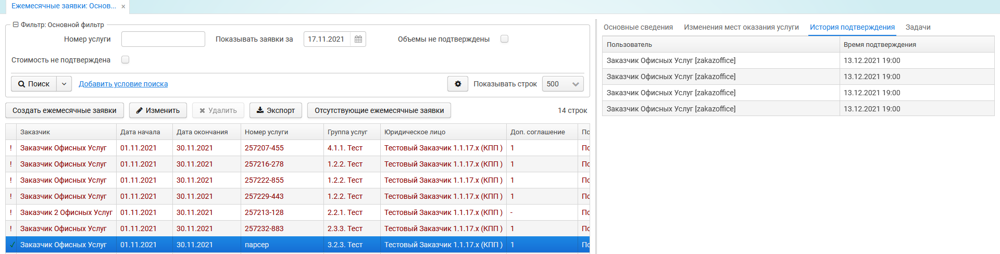 Ежемесячные заявки: Основ... ×
Фильтр: Основной фильтр
Номер услуги Показывать заявки за 17.11.2021 Объемы не подтверждены
Стоимость не подтверждена
Поиск Добавить условие поиска Показывать строк 500
Создать ежемесячные заявки Изменить Удалить Экспорт Отсутствующие ежемесячные заявки 14 строк
Заказчик Дата начала Дата окончания Номер услуги Группа услуг Юридическое лицо Доп. соглашение По
! Заказчик Офисных Услуг 01.11.2021 30.11.2021 257207-455 4.1.1. Тест Тестовый Заказчик 1.1.17.x (КПП ) 1 По
! Заказчик Офисных Услуг 01.11.2021 30.11.2021 257216-278 1.2.2. Тест Тестовый Заказчик 1.1.17.x (КПП ) 1 По
! Заказчик Офисных Услуг 01.11.2021 30.11.2021 257222-855 1.2.2. Тест Тестовый Заказчик 1.1.17.x (КПП ) 1 По
! Заказчик Офисных Услуг 01.11.2021 30.11.2021 257229-443 1.2.2. Тест Тестовый Заказчик 1.1.17.x (КПП ) 1 По
! Заказчик 2 Офисных Услуг 01.11.2021 30.11.2021 257213-128 2.2.1. Тест Тестовый Заказчик 1.1.17.x (КПП ) - По
! Заказчик Офисных Услуг 01.11.2021 30.11.2021 257232-883 2.3.3. Тест Тестовый Заказчик 1.1.17.x (КПП ) 1 По
✓ Заказчик Офисных Услуг 01.11.2021 30.11.2021 парсер 3.2.3. Тест Тестовый Заказчик 1.1.17.x (КПП ) 1 По
Основные сведения Изменения мест оказания услуги История подтверждения Задачи
Пользователь Время подтверждения
Заказчик Офисных Услуг [zakazoffice] 13.12.2021 19:00
Заказчик Офисных Услуг [zakazoffice] 13.12.2021 19:00
Заказчик Офисных Услуг [zakazoffice] 13.12.2021 19:00
Заказчик Офисных Услуг [zakazoffice] 13.12.2021 19:00